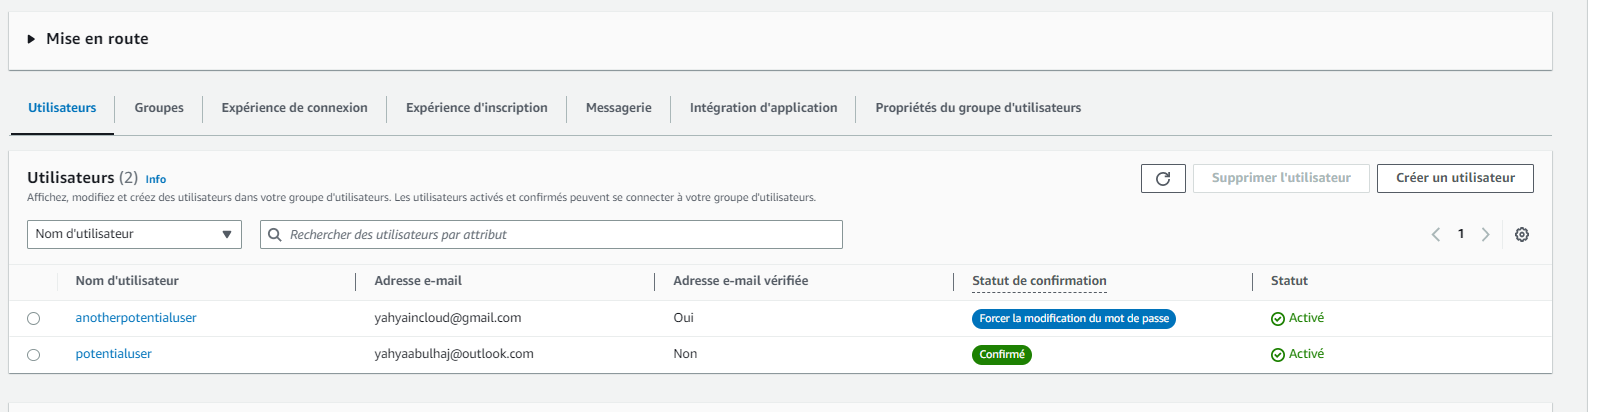 Mise en route
Utilisateurs Groupes Expérience de connexion Expérience d'inscription Messagerie Intégration d'application Propriétés du groupe d'utilisateurs
Utilisateurs (2) Info
Affichez, modifiez et créez des utilisateurs dans votre groupe d'utilisateurs. Les utilisateurs activés et confirmés peuvent se connecter à votre groupe d'utilisateurs.
Supprimer l'utilisateur Créer un utilisateur
Nom d'utilisateur Rechercher des utilisateurs par attribut 1
Nom d'utilisateur Adresse e-mail Adresse e-mail vérifiée Statut de confirmation Statut
anotherpotentialuser yahyaincloud@gmail.com Oui Forcer la modification du mot de passe Activé
potentialuser yahyaabulhaj@outlook.com Non Confirmé Activé